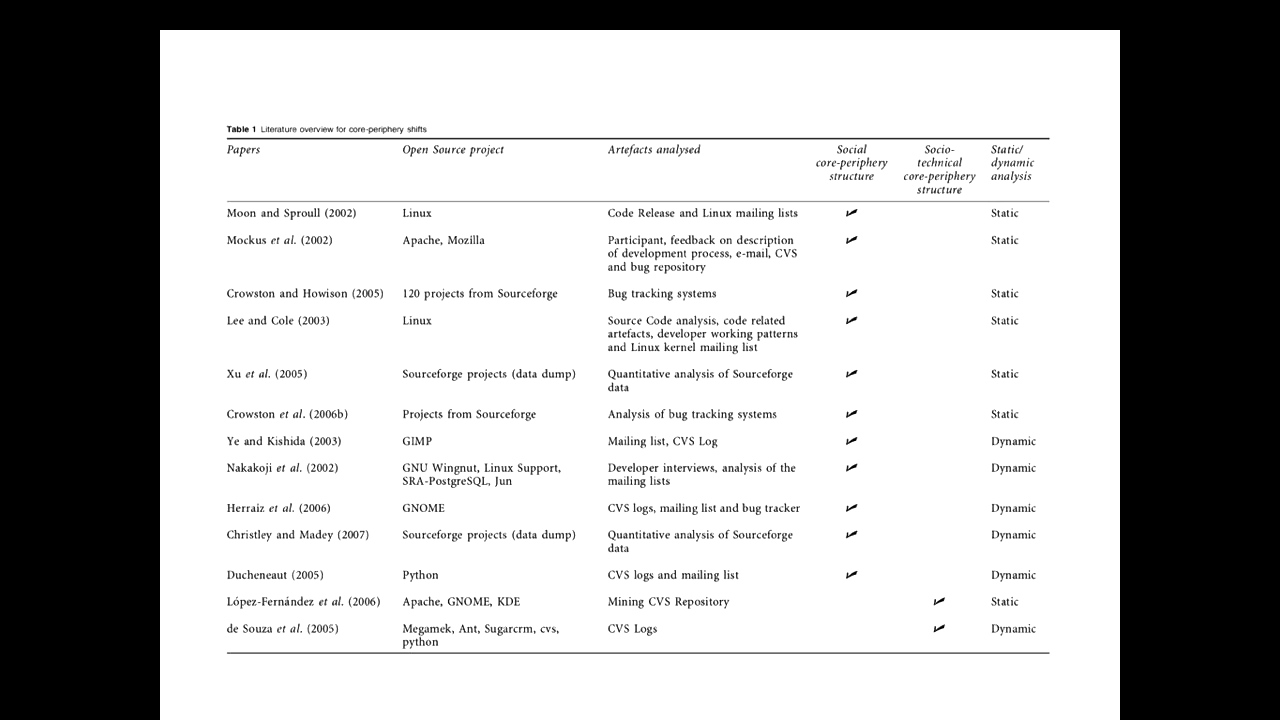 Table 1 Literature overview for core-periphery shifts
Papers Open Source project Artefacts analysed Social core-periphery structure Socio-technical core-periphery structure Static/ dynamic analysis
Moon and Sproull (2002) Linux Code Release and Linux mailing lists ✓ Static
Mockus et al. (2002) Apache, Mozilla Participant, feedback on description ✓ Static
of development process, e-mail, CVS
and bug repository
Crowston and Howison (2005) 120 projects from Sourceforge Bug tracking systems ✓ Static
Lee and Cole (2003) Linux Source Code analysis, code related ✓ Static
artefacts, developer working patterns
and Linux kernel mailing list
Xu et al. (2005) Sourceforge projects (data dump) Quantitative analysis of Sourceforge ✓ Static
data
Crowston et al. (2006b) Projects from Sourceforge Analysis of bug tracking systems ✓ Static
Ye and Kishida (2003) GIMP Mailing list, CVS Log ✓ Dynamic
Nakakoji et al. (2002) GNU Wingnut, Linux Support, Developer interviews, analysis of the ✓ Dynamic
SRA-PostgreSQL, Jun mailing lists
Herraiz et al. (2006) GNOME CVS logs, mailing list and bug tracker ✓ Dynamic
Christley and Madey (2007) Sourceforge projects (data dump) Quantitative analysis of Sourceforge ✓ Dynamic
data
Ducheneaut (2005) Python CVS logs and mailing list ✓ Dynamic
López-Fernández et al. (2006) Apache, GNOME, KDE Mining CVS Repository ✓ Static
de Souza et al. (2005) Megamek, Ant, Sugarcrm, cvs, CVS Logs ✓ Dynamic
python